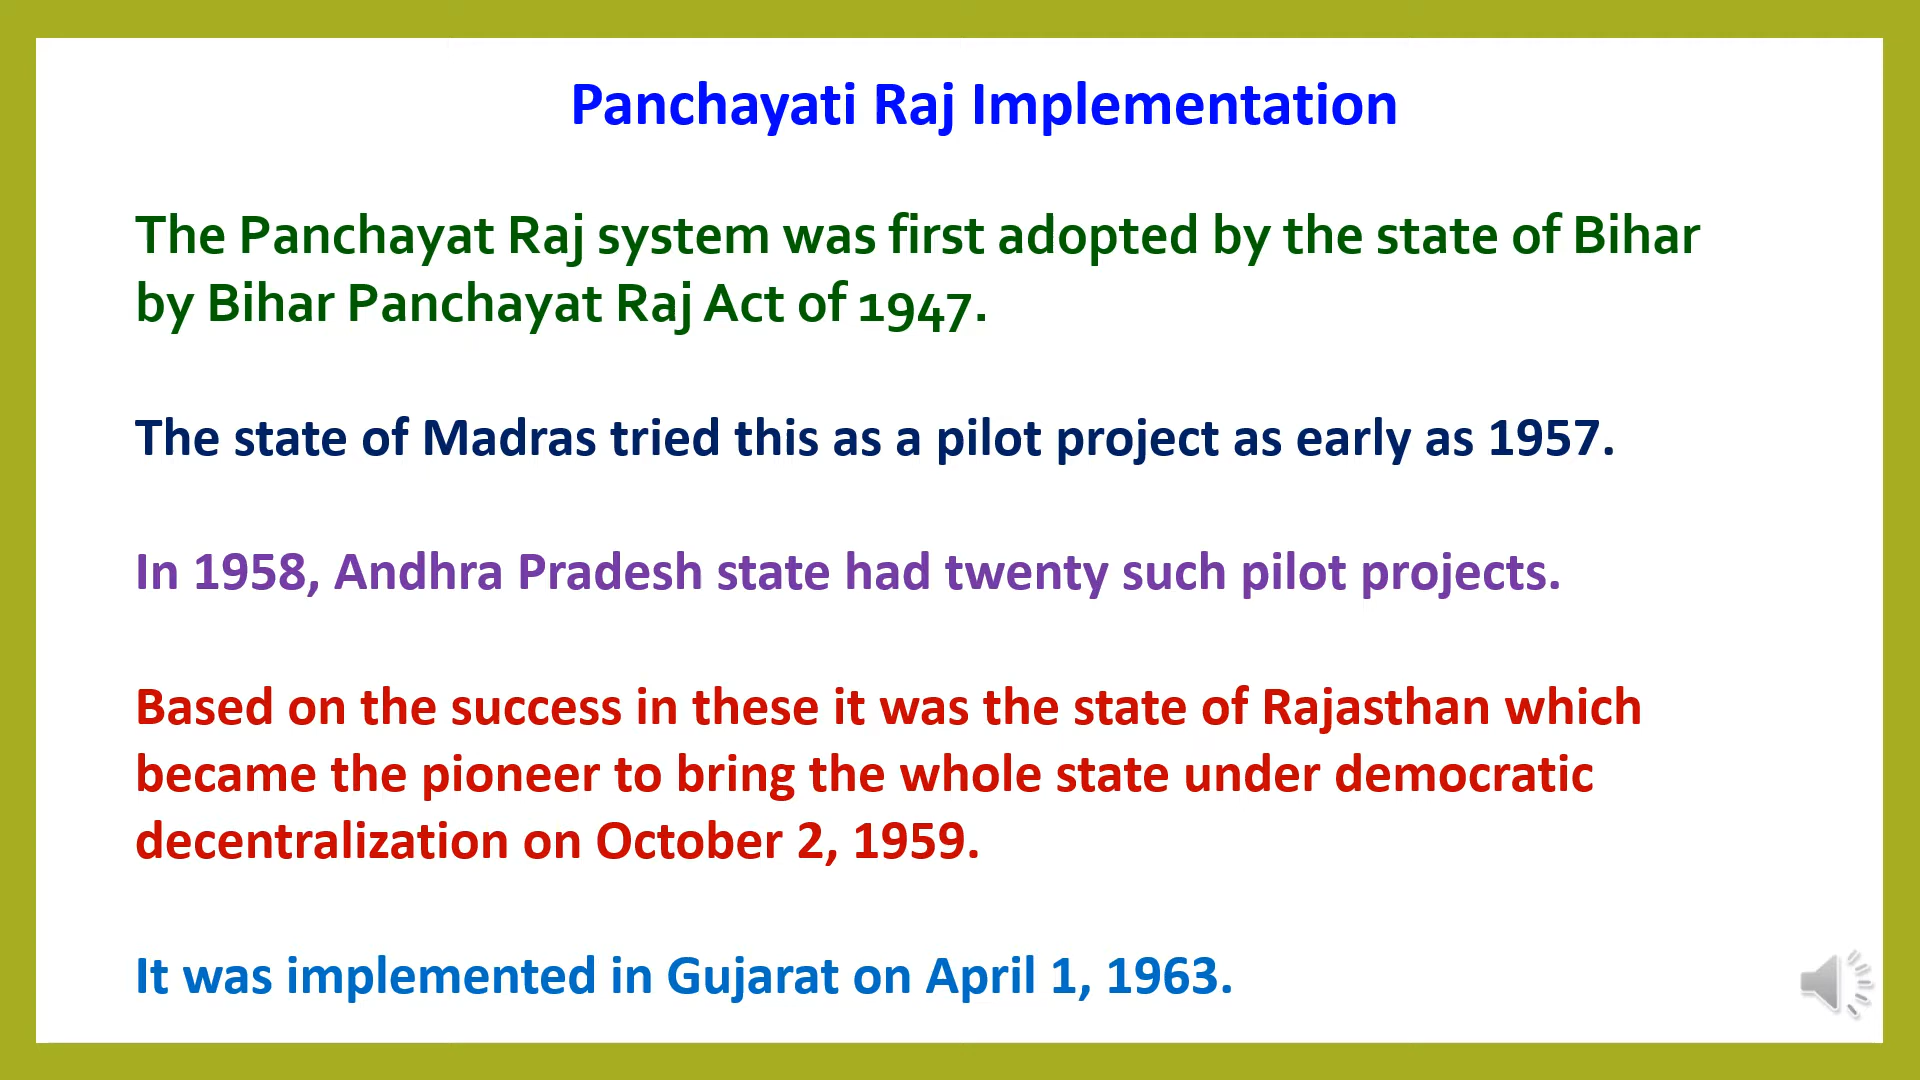 Panchayati Raj Implementation
The Panchayat Raj system was first adopted by the state of Bihar
by Bihar Panchayat Raj Act of 1947.
The state of Madras tried this as a pilot project as early as 1957.
In 1958, Andhra Pradesh state had twenty such pilot projects.
Based on the success in these it was the state of Rajasthan which
became the pioneer to bring the whole state under democratic
decentralization on October 2, 1959.
It was implemented in Gujarat on April 1, 1963.